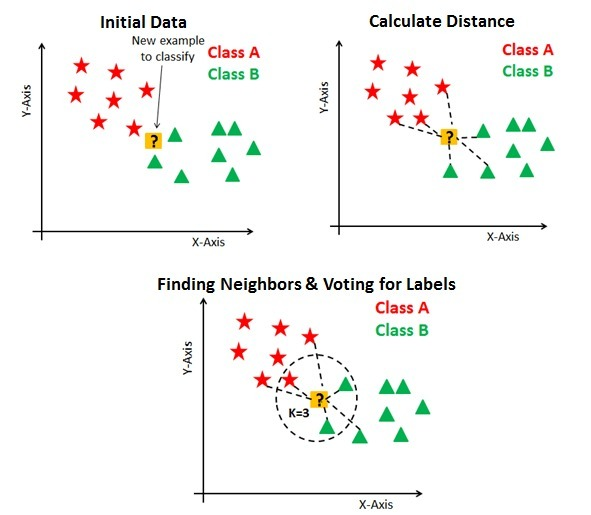 Initial Data
New example
to classify
Class A
Class B
?
Y-Axis
X-Axis
Calculate Distance
Class A
Class B
?
Y-Axis
X-Axis
Finding Neighbors & Voting for Labels
Class A
Class B
?
K=3
Y-Axis
X-Axis